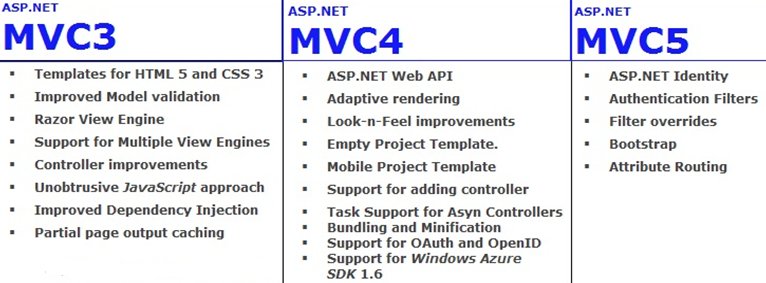 ASP.NET
MVC3
Templates for HTML 5 and CSS 3
Improved Model validation
Razor View Engine
Support for Multiple View Engines
Controller improvements
Unobtrusive JavaScript approach
Improved Dependency Injection
Partial page output caching
ASP.NET
MVC4
ASP.NET Web API
Adaptive rendering
Look-n-Feel improvements
Empty Project Template.
Mobile Project Template
Support for adding controller
Task Support for Asyn Controllers
Bundling and Minification
Support for OAuth and OpenID
Support for Windows Azure
SDK 1.6
ASP.NET
MVC5
ASP.NET Identity
Authentication Filters
Filter overrides
Bootstrap
Attribute Routing